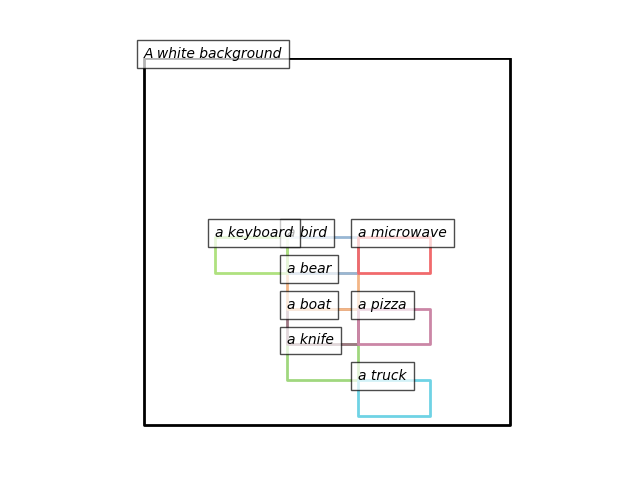 A white background
a keyboard
bird
a microwave
a bear
a boat
a pizza
a knife
a truck